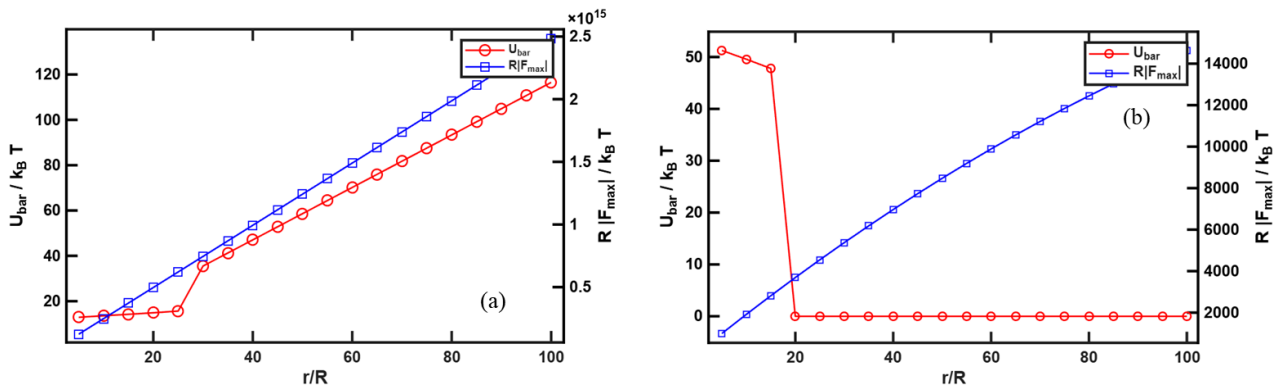 ×10¹⁵
U_bar / k_B T
120
100
80
60
40
20
U_bar
R|F_max|
2.5
2
1.5
1
0.5
R |F_max| / k_B T
(a)
20
40
60
80
100
r/R
U_bar / k_B T
50
40
30
20
10
0
U_bar
R|F_max|
14000
12000
10000
8000
6000
4000
2000
R |F_max| / k_B T
(b)
20
40
60
80
100
r/R